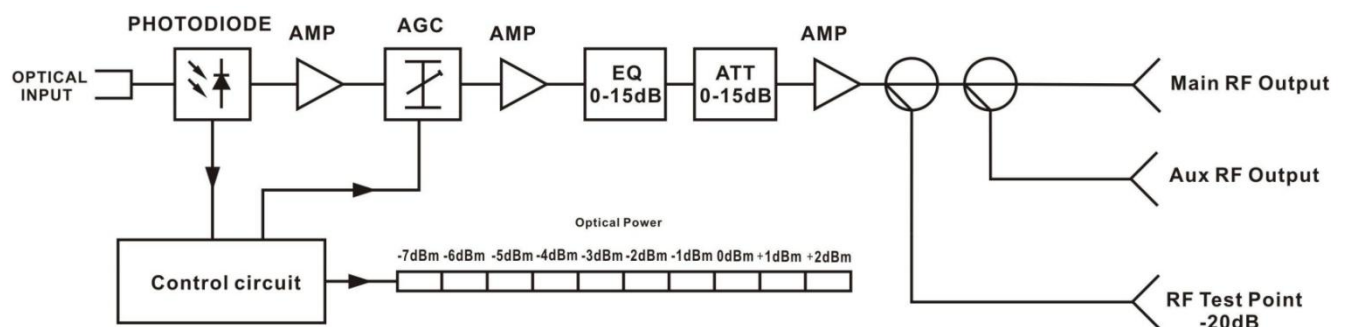 PHOTODIODE
AMP
AGC
AMP
AMP
OPTICAL
INPUT
EQ
0-15dB
ATT
0-15dB
Main RF Output
Aux RF Output
Optical Power
-7dBm -6dBm -5dBm -4dBm -3dBm -2dBm -1dBm 0dBm +1dBm +2dBm
Control circuit
RF Test Point
-20dB